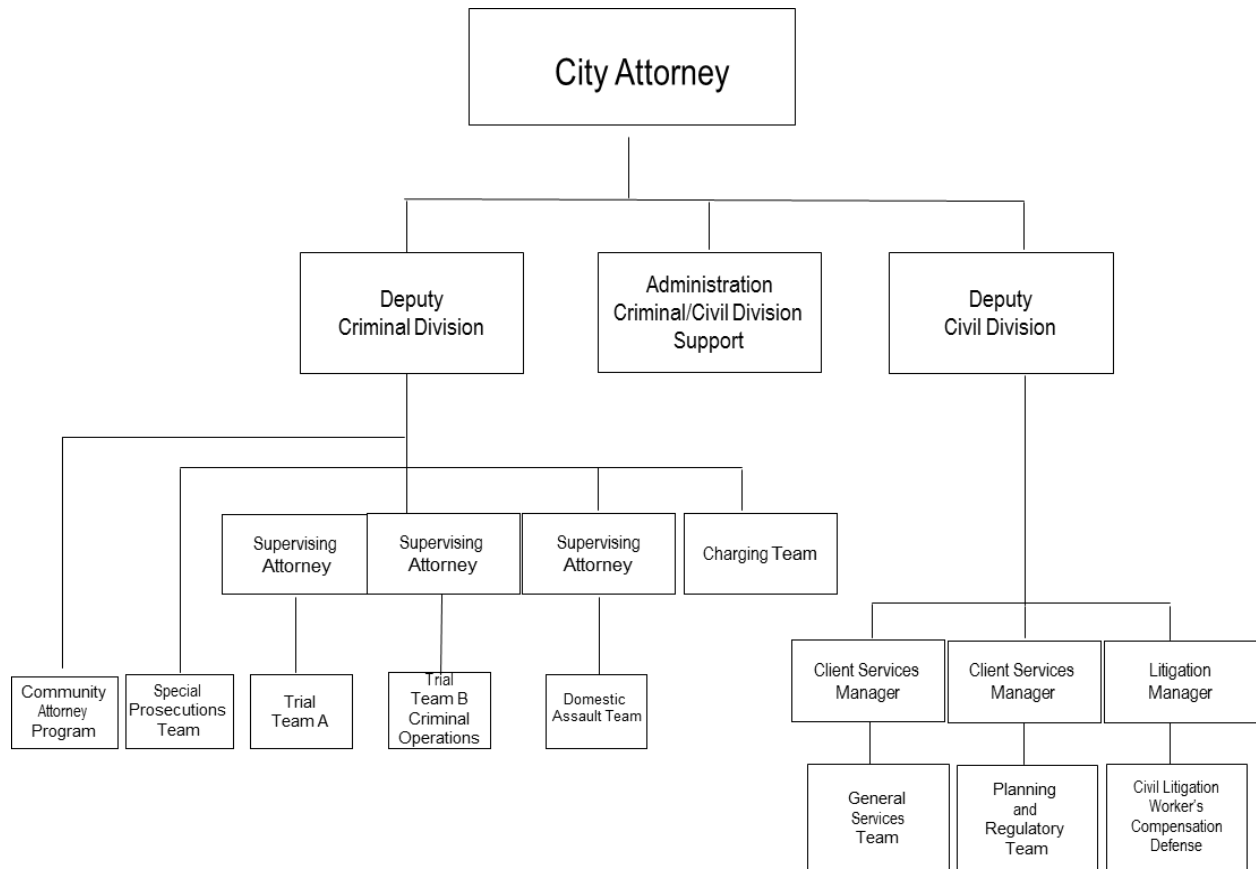 City Attorney
Deputy
Criminal Division
Administration
Criminal/Civil Division
Support
Deputy
Civil Division
Supervising
Attorney
Supervising
Attorney
Supervising
Attorney
Charging Team
Client Services
Manager
Client Services
Manager
Litigation
Manager
Community
Attorney
Program
Special
Prosecutions
Team
Trial
Team A
Trial
Team B
Criminal
Operations
Domestic
Assault Team
General
Services
Team
Planning
and
Regulatory
Team
Civil Litigation
Worker's
Compensation
Defense